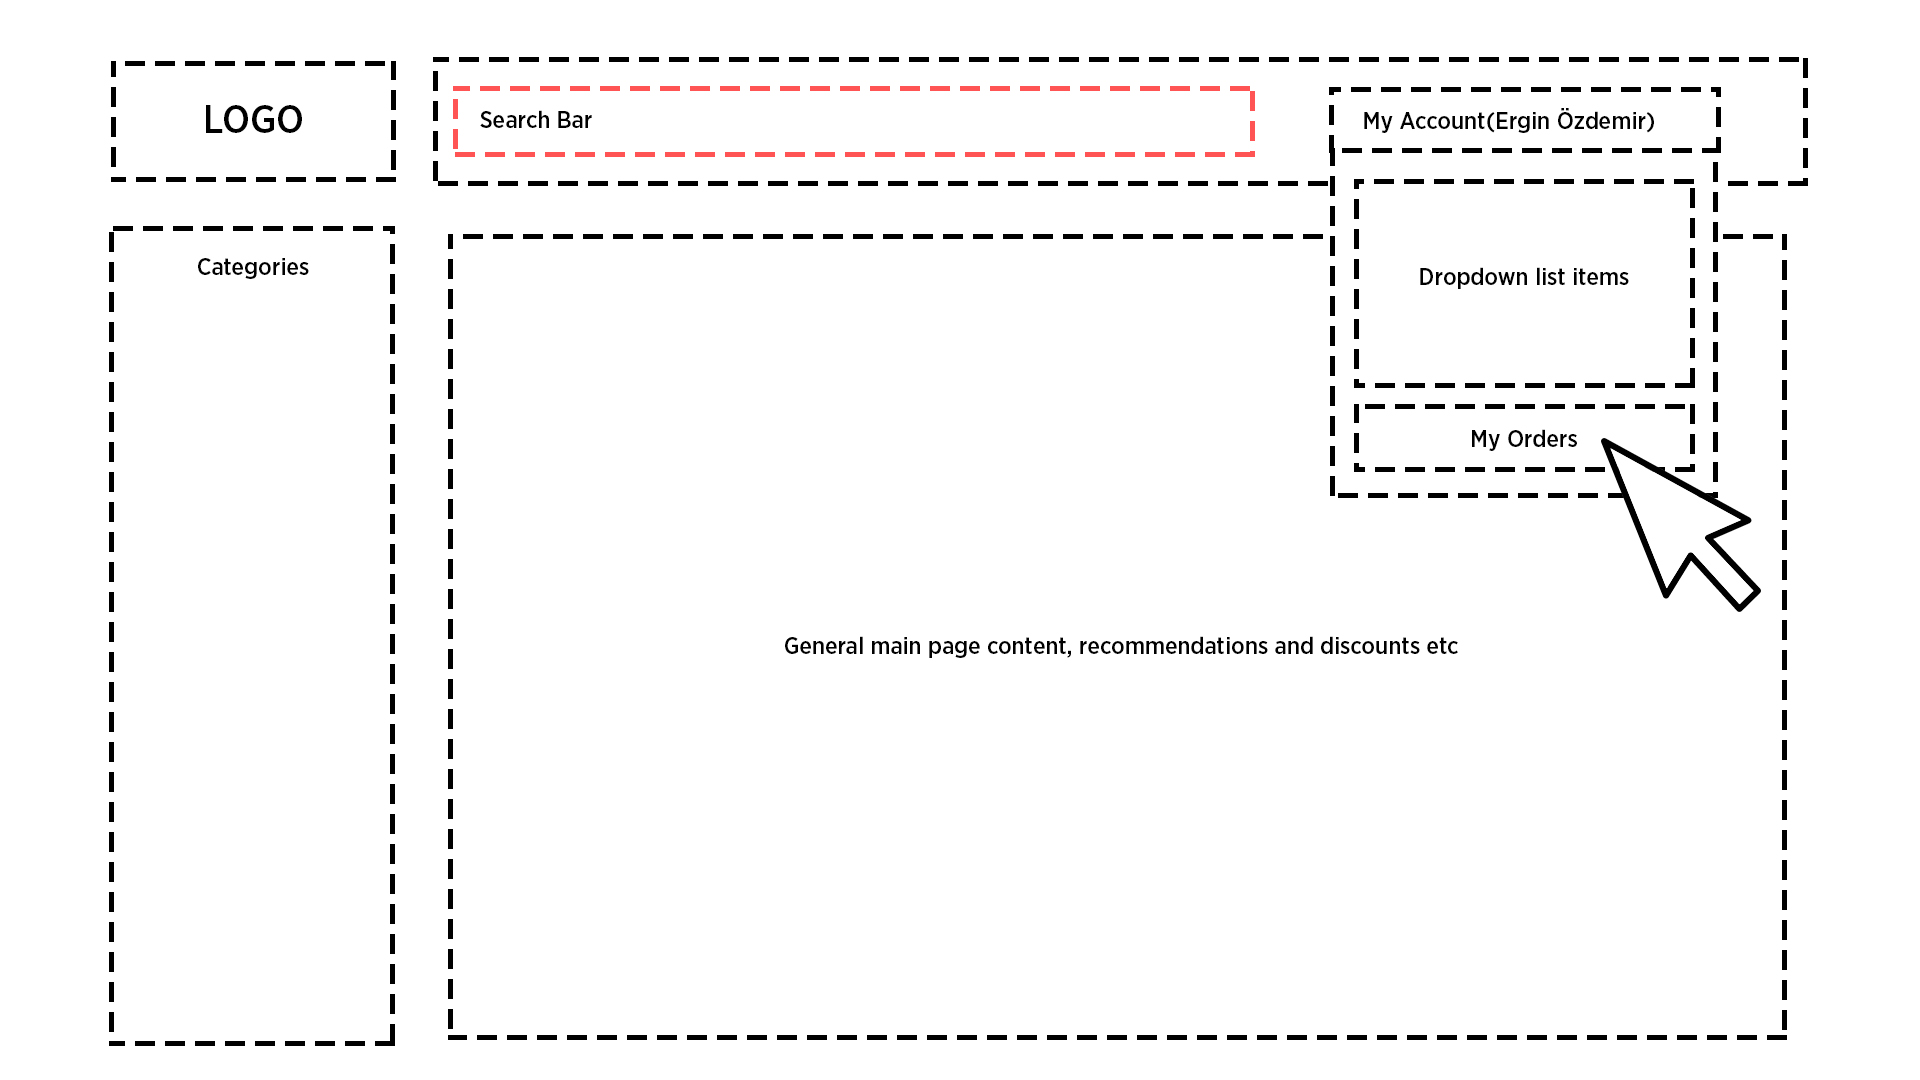 LOGO
Search Bar
My Account(Ergin Özdemir)
Categories
Dropdown list items
My Orders
General main page content, recommendations and discounts etc